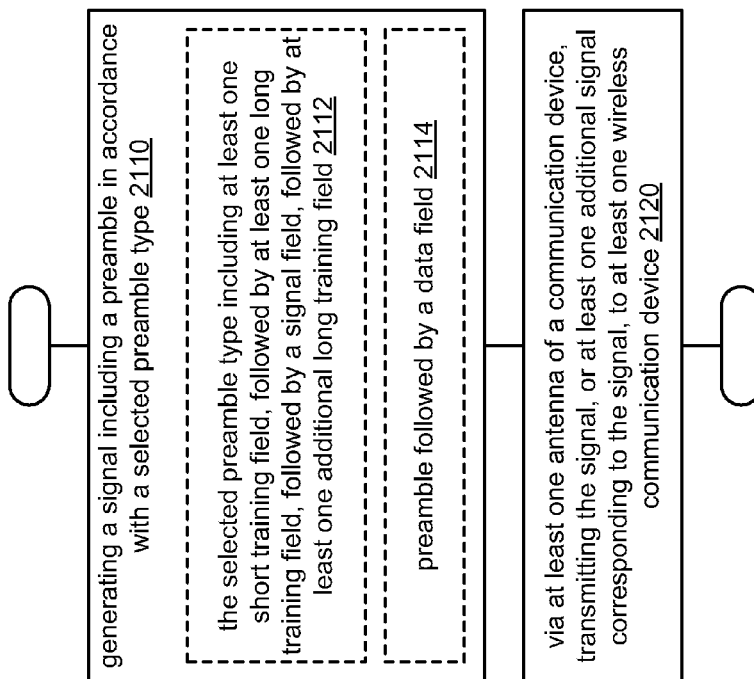 generating a signal including a preamble in accordance
with a selected preamble type 2110
the selected preamble type including at least one
short training field, followed by at least one long
training field, followed by a signal field, followed by at
least one additional long training field 2112
preamble followed by a data field 2114
via at least one antenna of a communication device,
transmitting the signal, or at least one additional signal
corresponding to the signal, to at least one wireless
communication device 2120